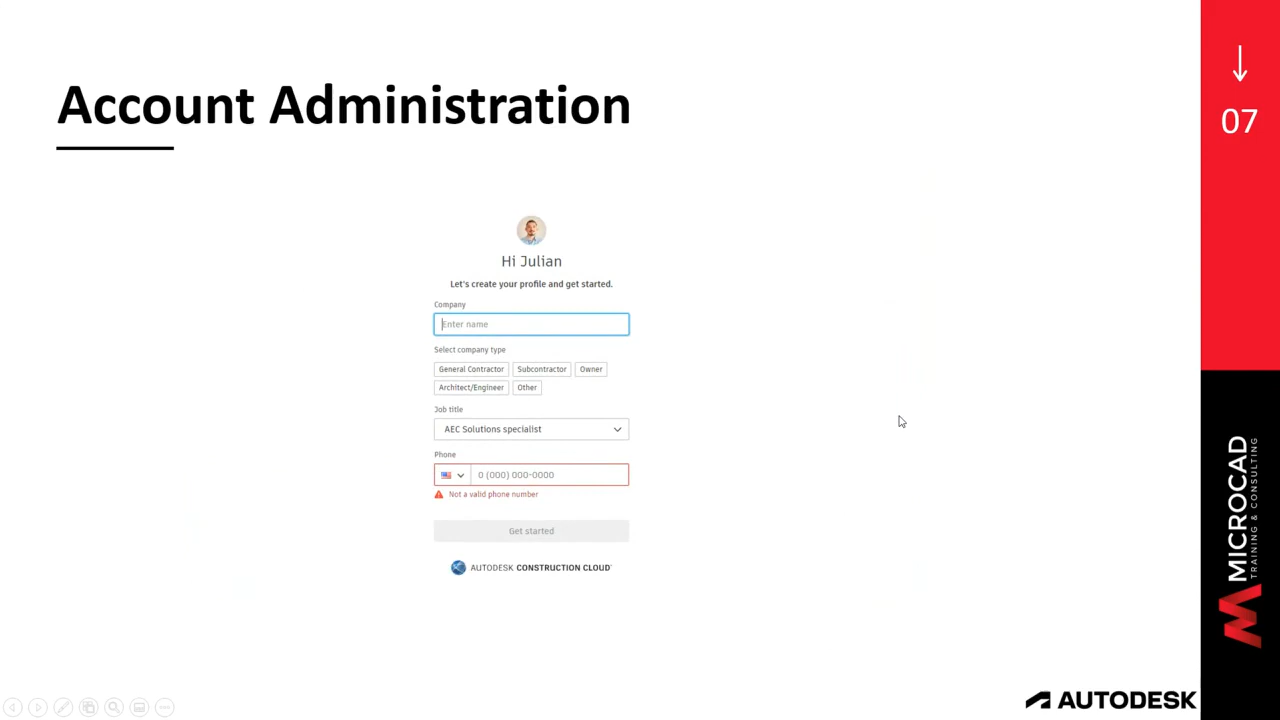 Account Administration
07
Hi Julian
Let's create your profile and get started.
Company
Enter name
Select company type
General Contractor Subcontractor Owner
Architect/Engineer Other
Job title
AEC Solutions specialist
Phone
0 (000) 000-0000
Not a valid phone number
Get started
AUTODESK CONSTRUCTION CLOUD
MICROCAD
TRAINING & CONSULTING
AUTODESK